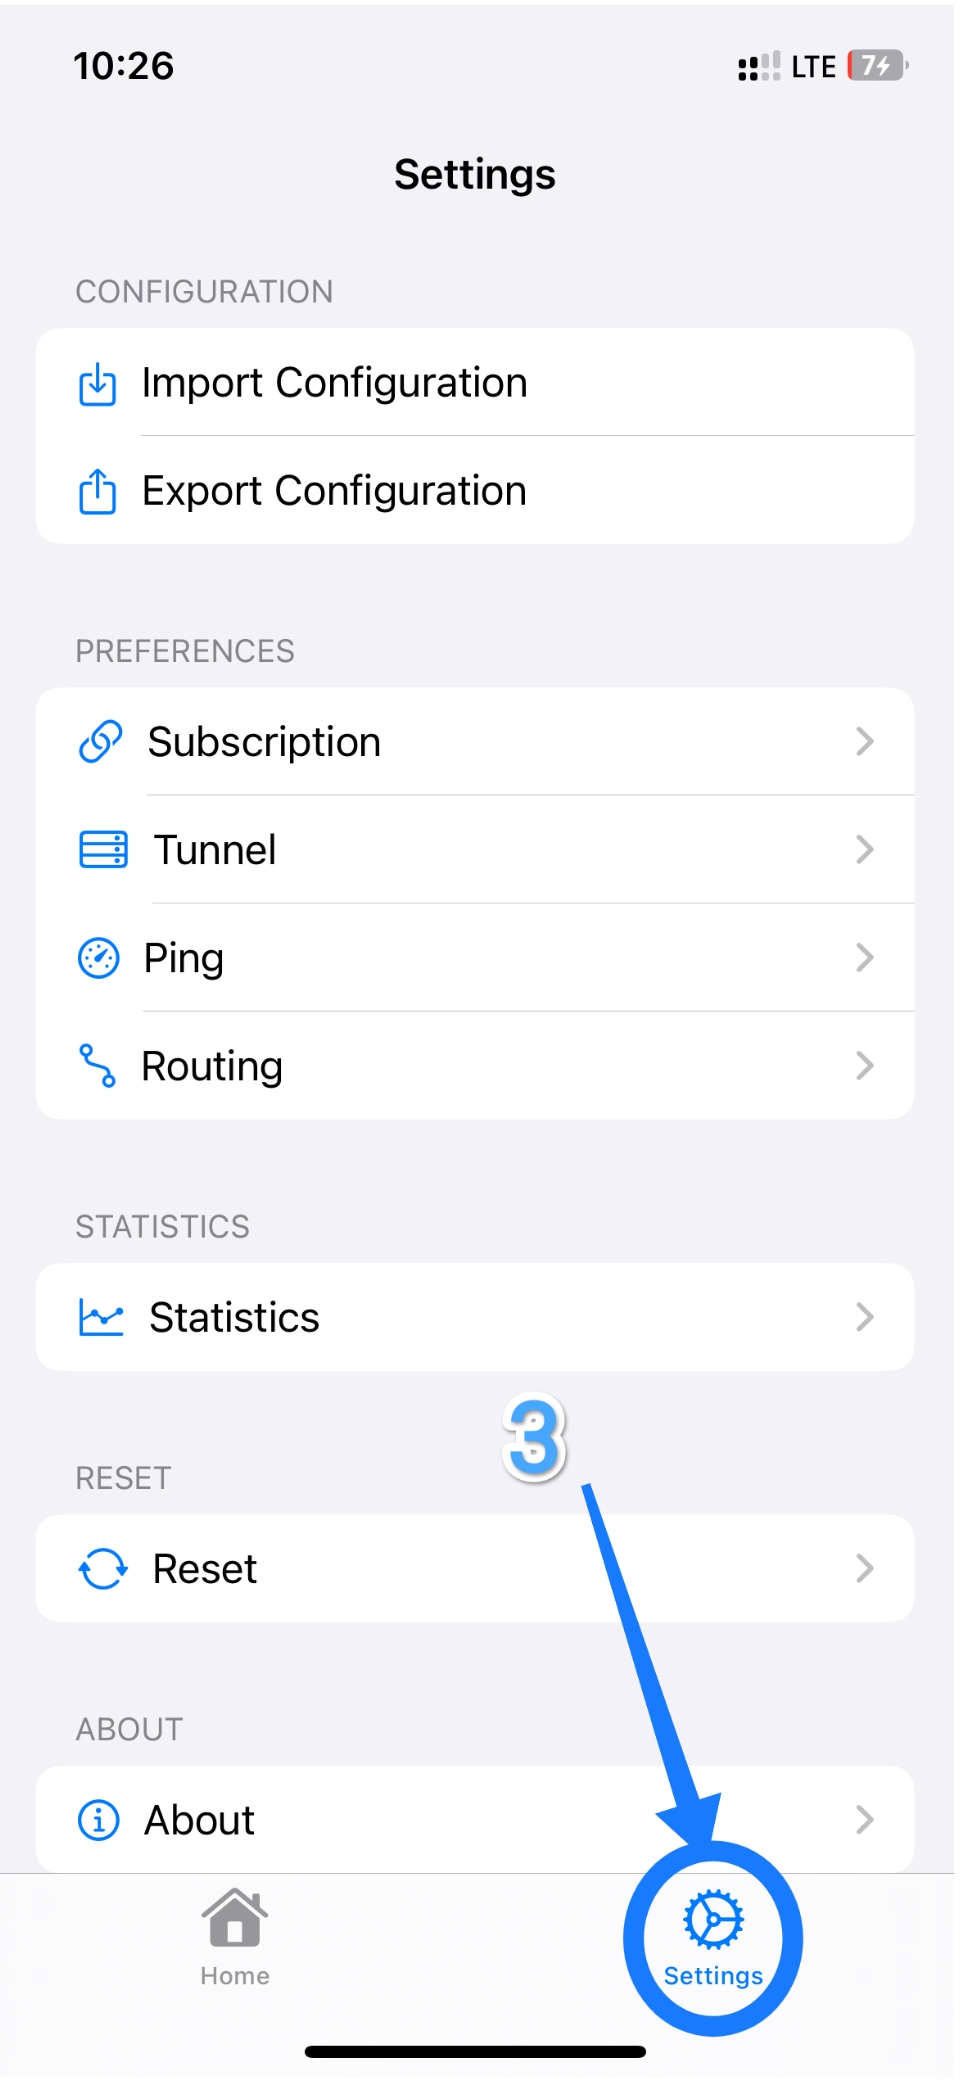 10:26 LTE 7
Settings
CONFIGURATION
Import Configuration
Export Configuration
PREFERENCES
Subscription
Tunnel
Ping
Routing
STATISTICS
Statistics
3
RESET
Reset
ABOUT
About
Home Settings